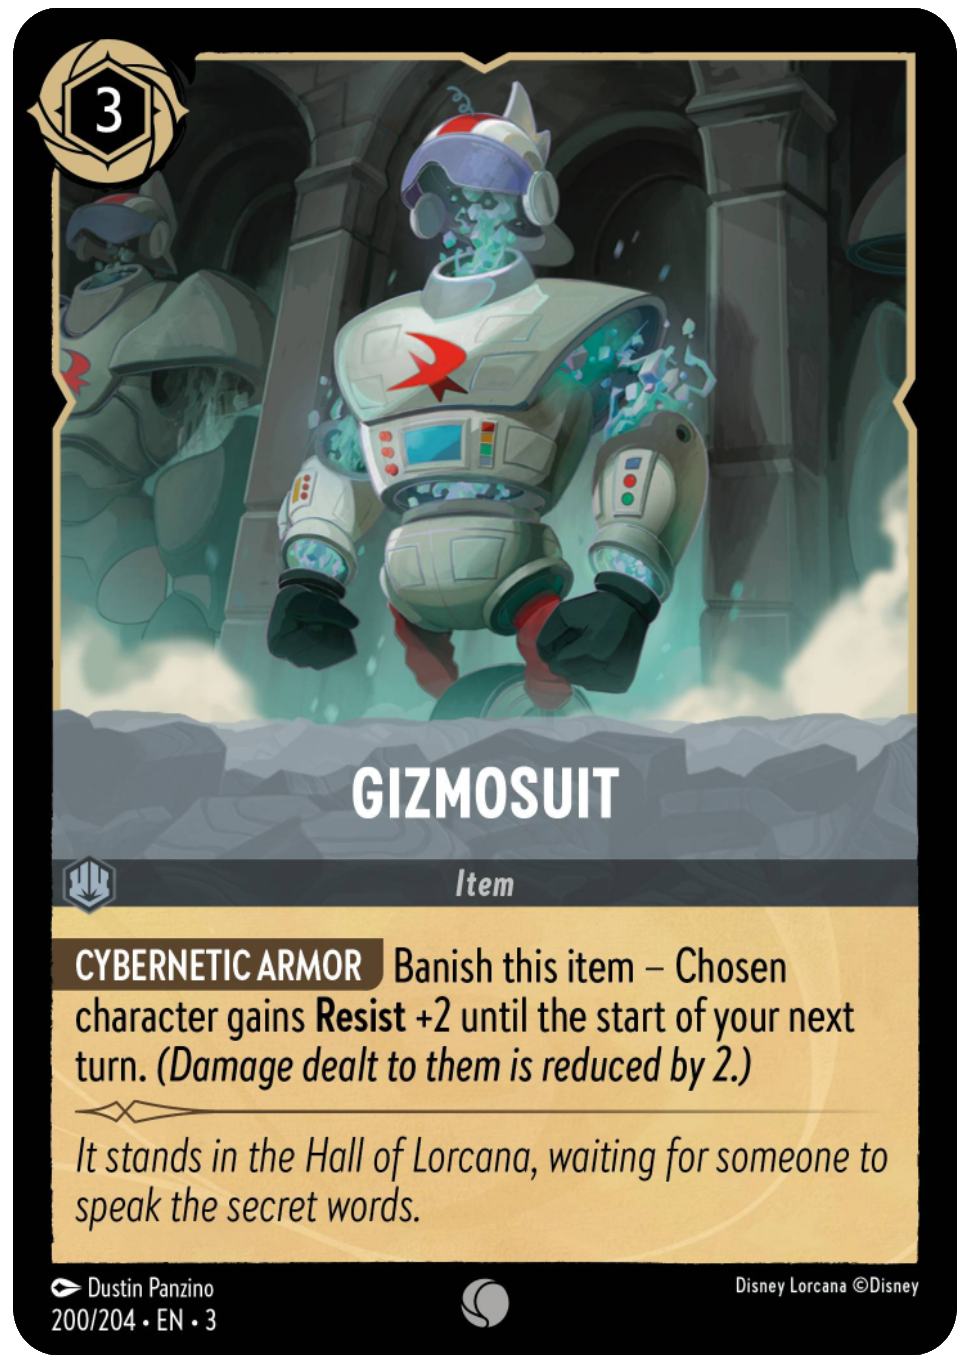 3
GIZMOSUIT
Item
CYBERNETIC ARMOR Banish this item – Chosen
character gains Resist +2 until the start of your next
turn. (Damage dealt to them is reduced by 2.)
It stands in the Hall of Lorcana, waiting for someone to
speak the secret words.
Dustin Panzino
Disney Lorcana ©Disney
200/204 • EN • 3